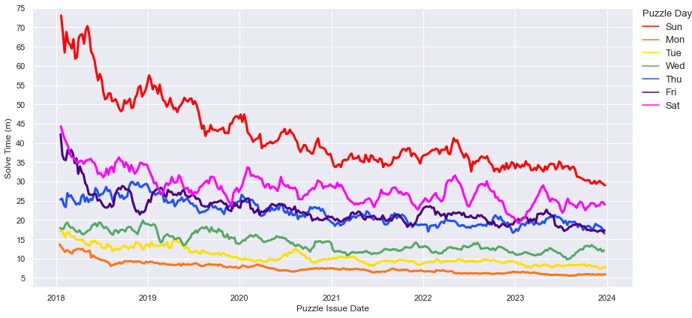 Puzzle Day
Sun
Mon
Tue
Wed
Thu
Fri
Sat
Solve Time (m)
75
70
65
60
55
50
45
40
35
30
25
20
15
10
5
2018 2019 2020 2021 2022 2023 2024
Puzzle Issue Date